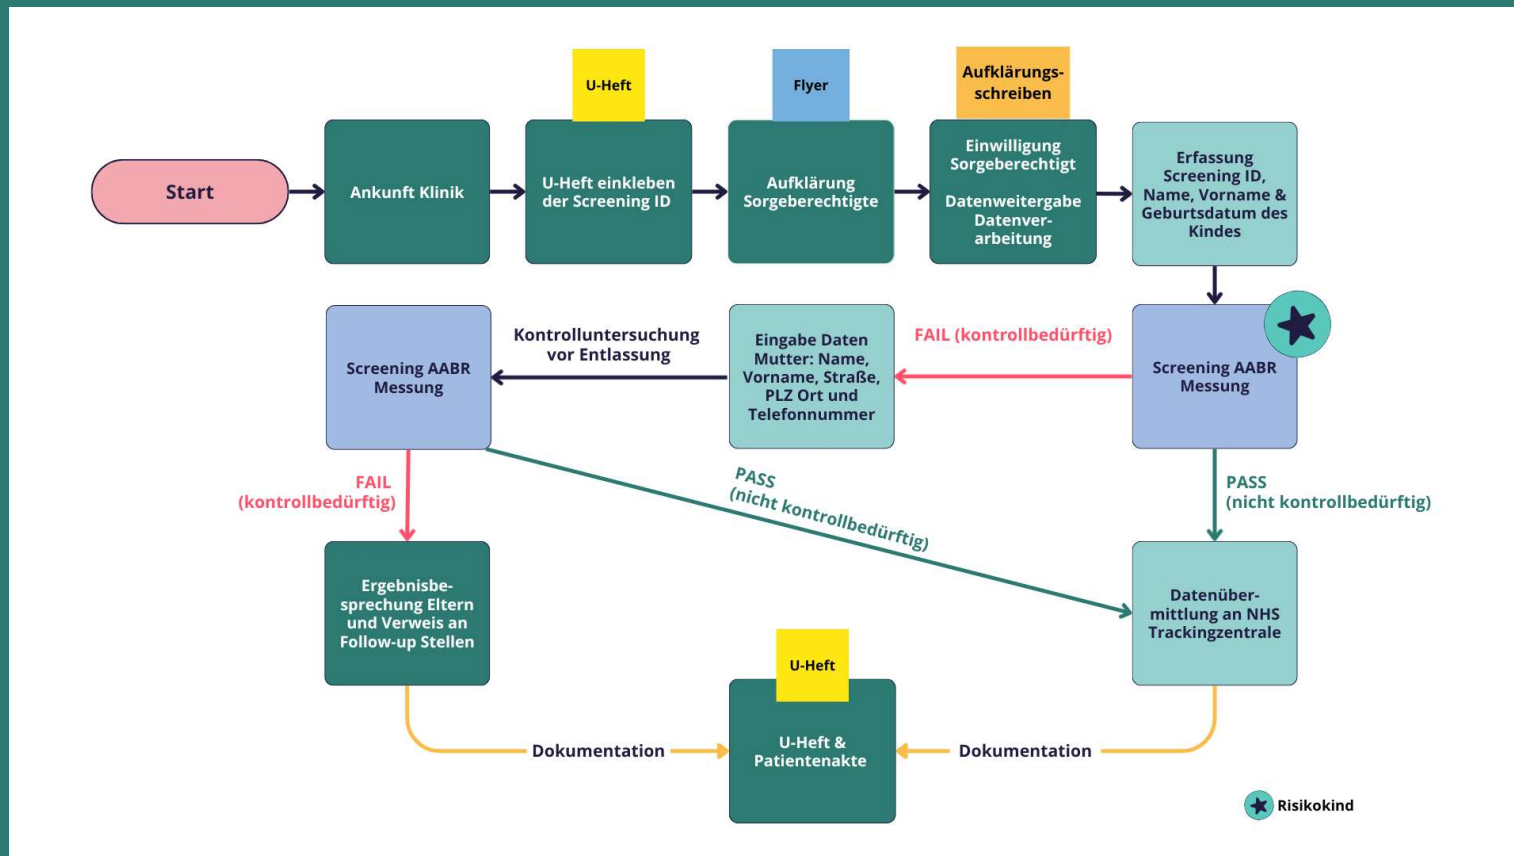 U-Heft
Flyer
Aufklärungs-
schreiben
Start
Ankunft Klinik
U-Heft einkleben
der Screening ID
Aufklärung
Sorgeberechtigte
Einwilligung
Sorgeberechtigt
Datenweitergabe
Datenver-
arbeitung
Erfassung
Screening ID,
Name, Vorname &
Geburtsdatum des
Kindes
Screening AABR
Messung
FAIL (kontrollbedürftig)
Eingabe Daten
Mutter: Name,
Vorname, Straße,
PLZ Ort und
Telefonnummer
Kontrolluntersuchung
vor Entlassung
Screening AABR
Messung
FAIL
(kontrollbedürftig)
PASS
(nicht kontrollbedürftig)
PASS
(nicht kontrollbedürftig)
Ergebnisbe-
sprechung Eltern
und Verweis an
Follow-up Stellen
Datenüber-
mittlung an NHS
Trackingzentrale
U-Heft
Dokumentation
U-Heft &
Patientenakte
Dokumentation
Risikokind